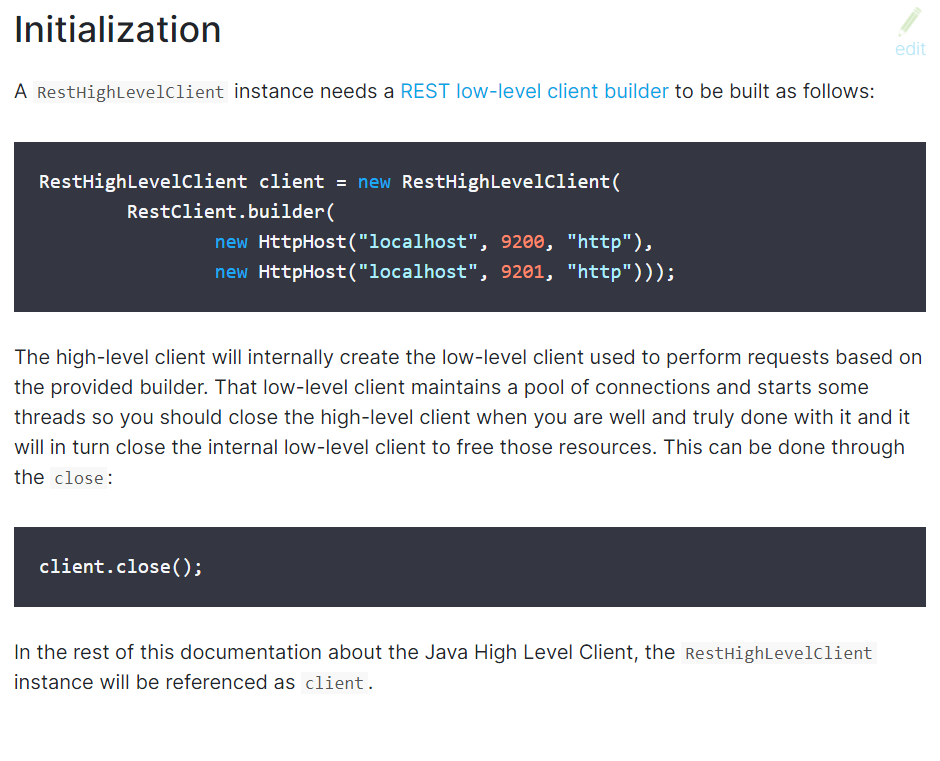 Initialization
edit
A RestHighLevelClient instance needs a REST low-level client builder to be built as follows:
RestHighLevelClient client = new RestHighLevelClient(
        RestClient.builder(
                new HttpHost("localhost", 9200, "http"),
                new HttpHost("localhost", 9201, "http")));
The high-level client will internally create the low-level client used to perform requests based on
the provided builder. That low-level client maintains a pool of connections and starts some
threads so you should close the high-level client when you are well and truly done with it and it
will in turn close the internal low-level client to free those resources. This can be done through
the close:
client.close();
In the rest of this documentation about the Java High Level Client, the RestHighLevelClient
instance will be referenced as client.